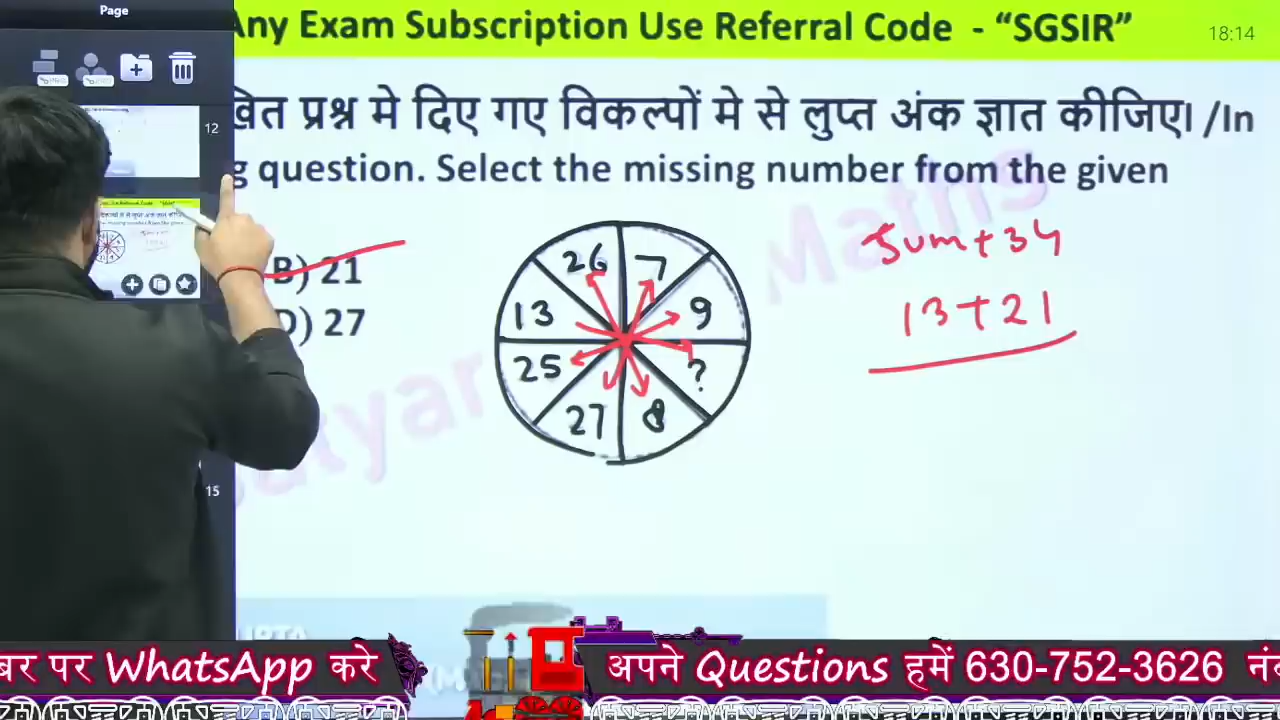 Page
Any Exam Subscription Use Referral Code - “SGSIR”
18:14
12
प्रश्न मे दिए गए विकल्पों मे से लुप्त अंक ज्ञात कीजिए। /In
question. Select the missing number from the given
B) 21
27
26 7
13 9
25 ?
27 8
Sum + 34
13 + 21
15
पर WhatsApp करे
अपने Questions हमें 630-752-3626